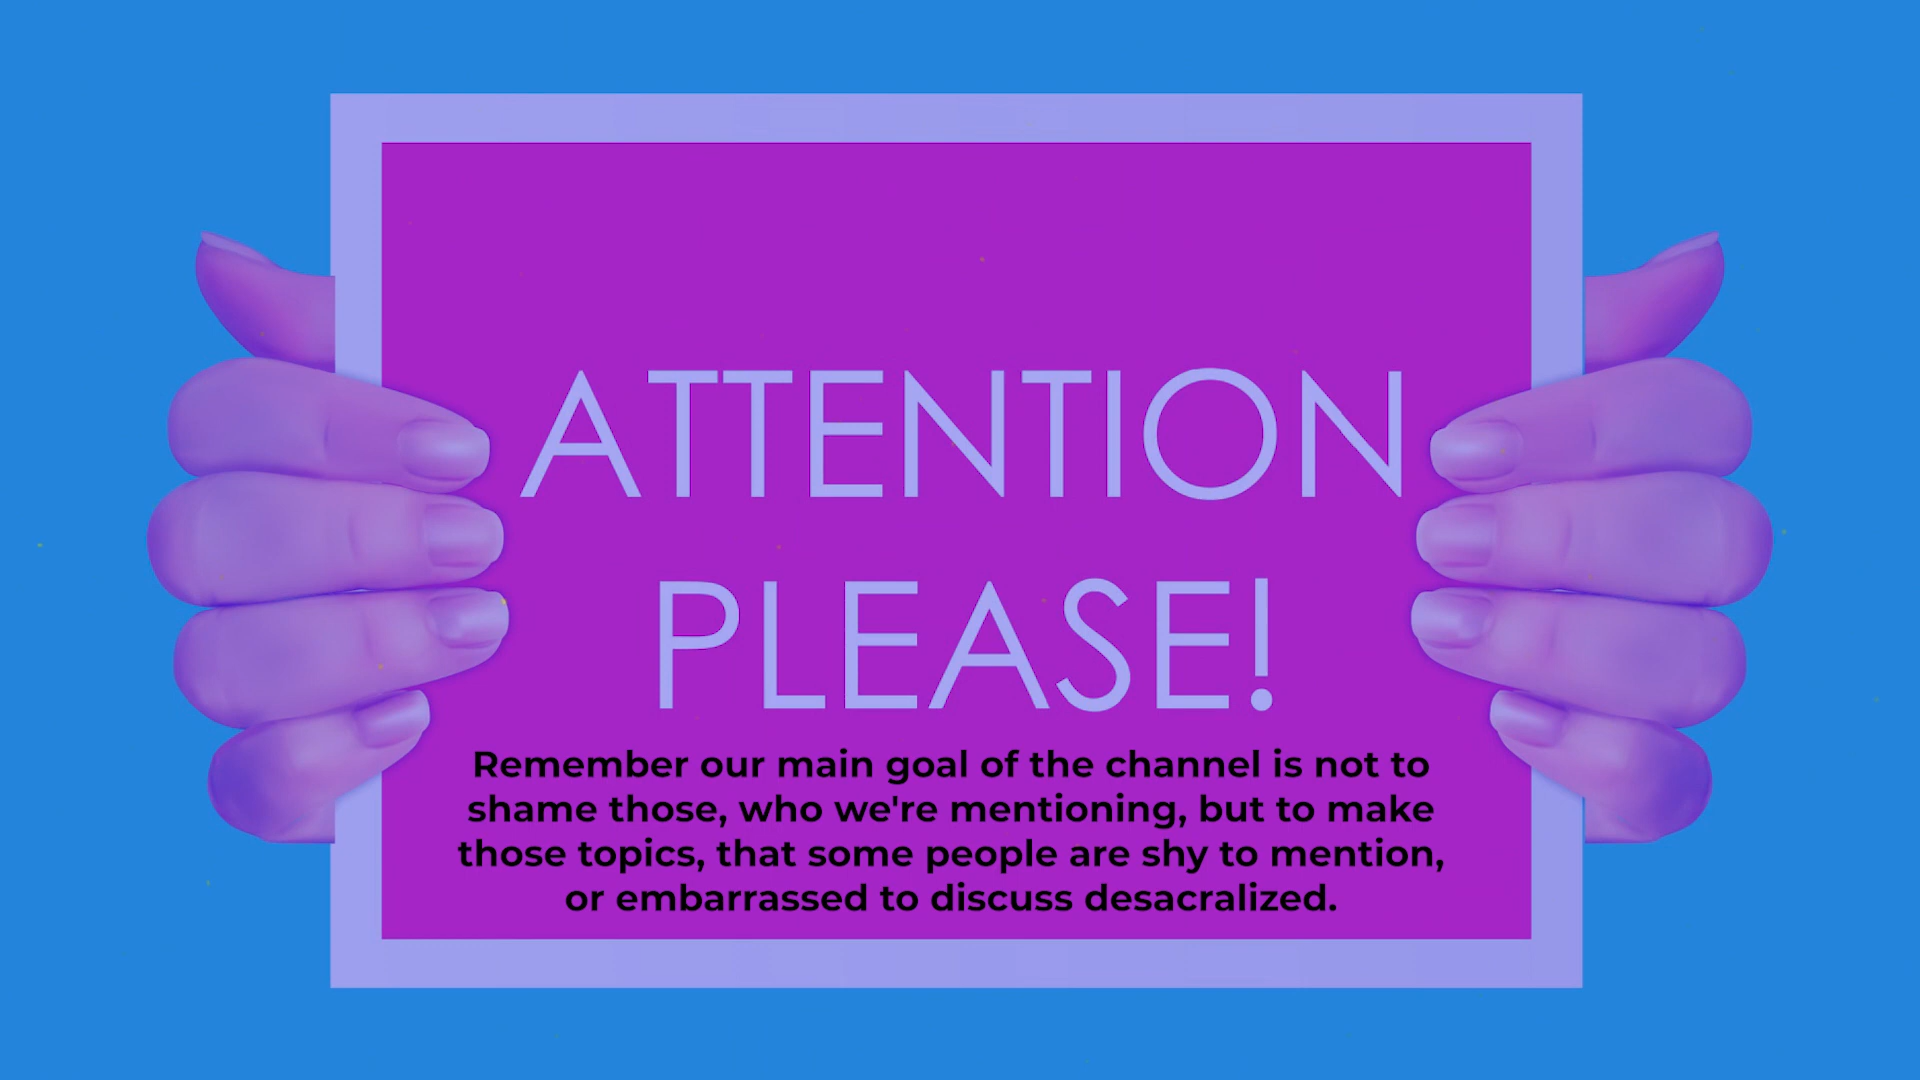 ATTENTION
PLEASE!
Remember our main goal of the channel is not to
shame those, who we're mentioning, but to make
those topics, that some people are shy to mention,
or embarrassed to discuss desacralized.